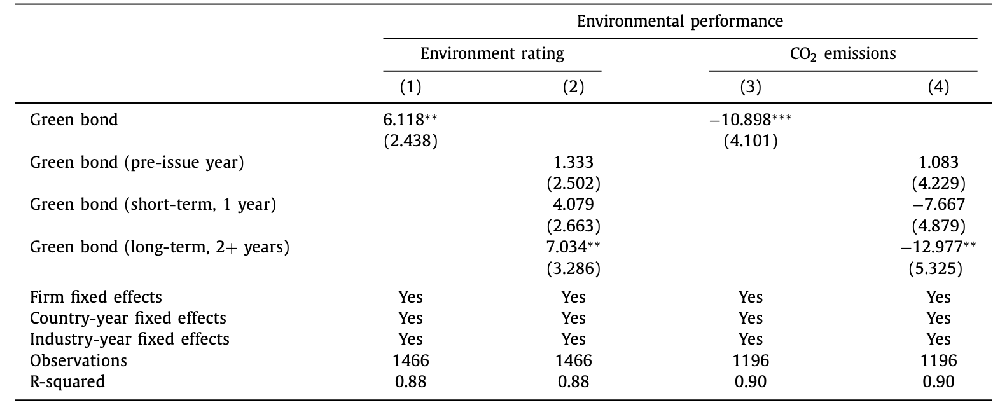 Environmental performance
Environment rating CO₂ emissions
(1) (2) (3) (4)
Green bond 6.118** −10.898***
(2.438) (4.101)
Green bond (pre-issue year) 1.333 1.083
(2.502) (4.229)
Green bond (short-term, 1 year) 4.079 −7.667
(2.663) (4.879)
Green bond (long-term, 2+ years) 7.034** −12.977**
(3.286) (5.325)
Firm fixed effects Yes Yes Yes Yes
Country-year fixed effects Yes Yes Yes Yes
Industry-year fixed effects Yes Yes Yes Yes
Observations 1466 1466 1196 1196
R-squared 0.88 0.88 0.90 0.90